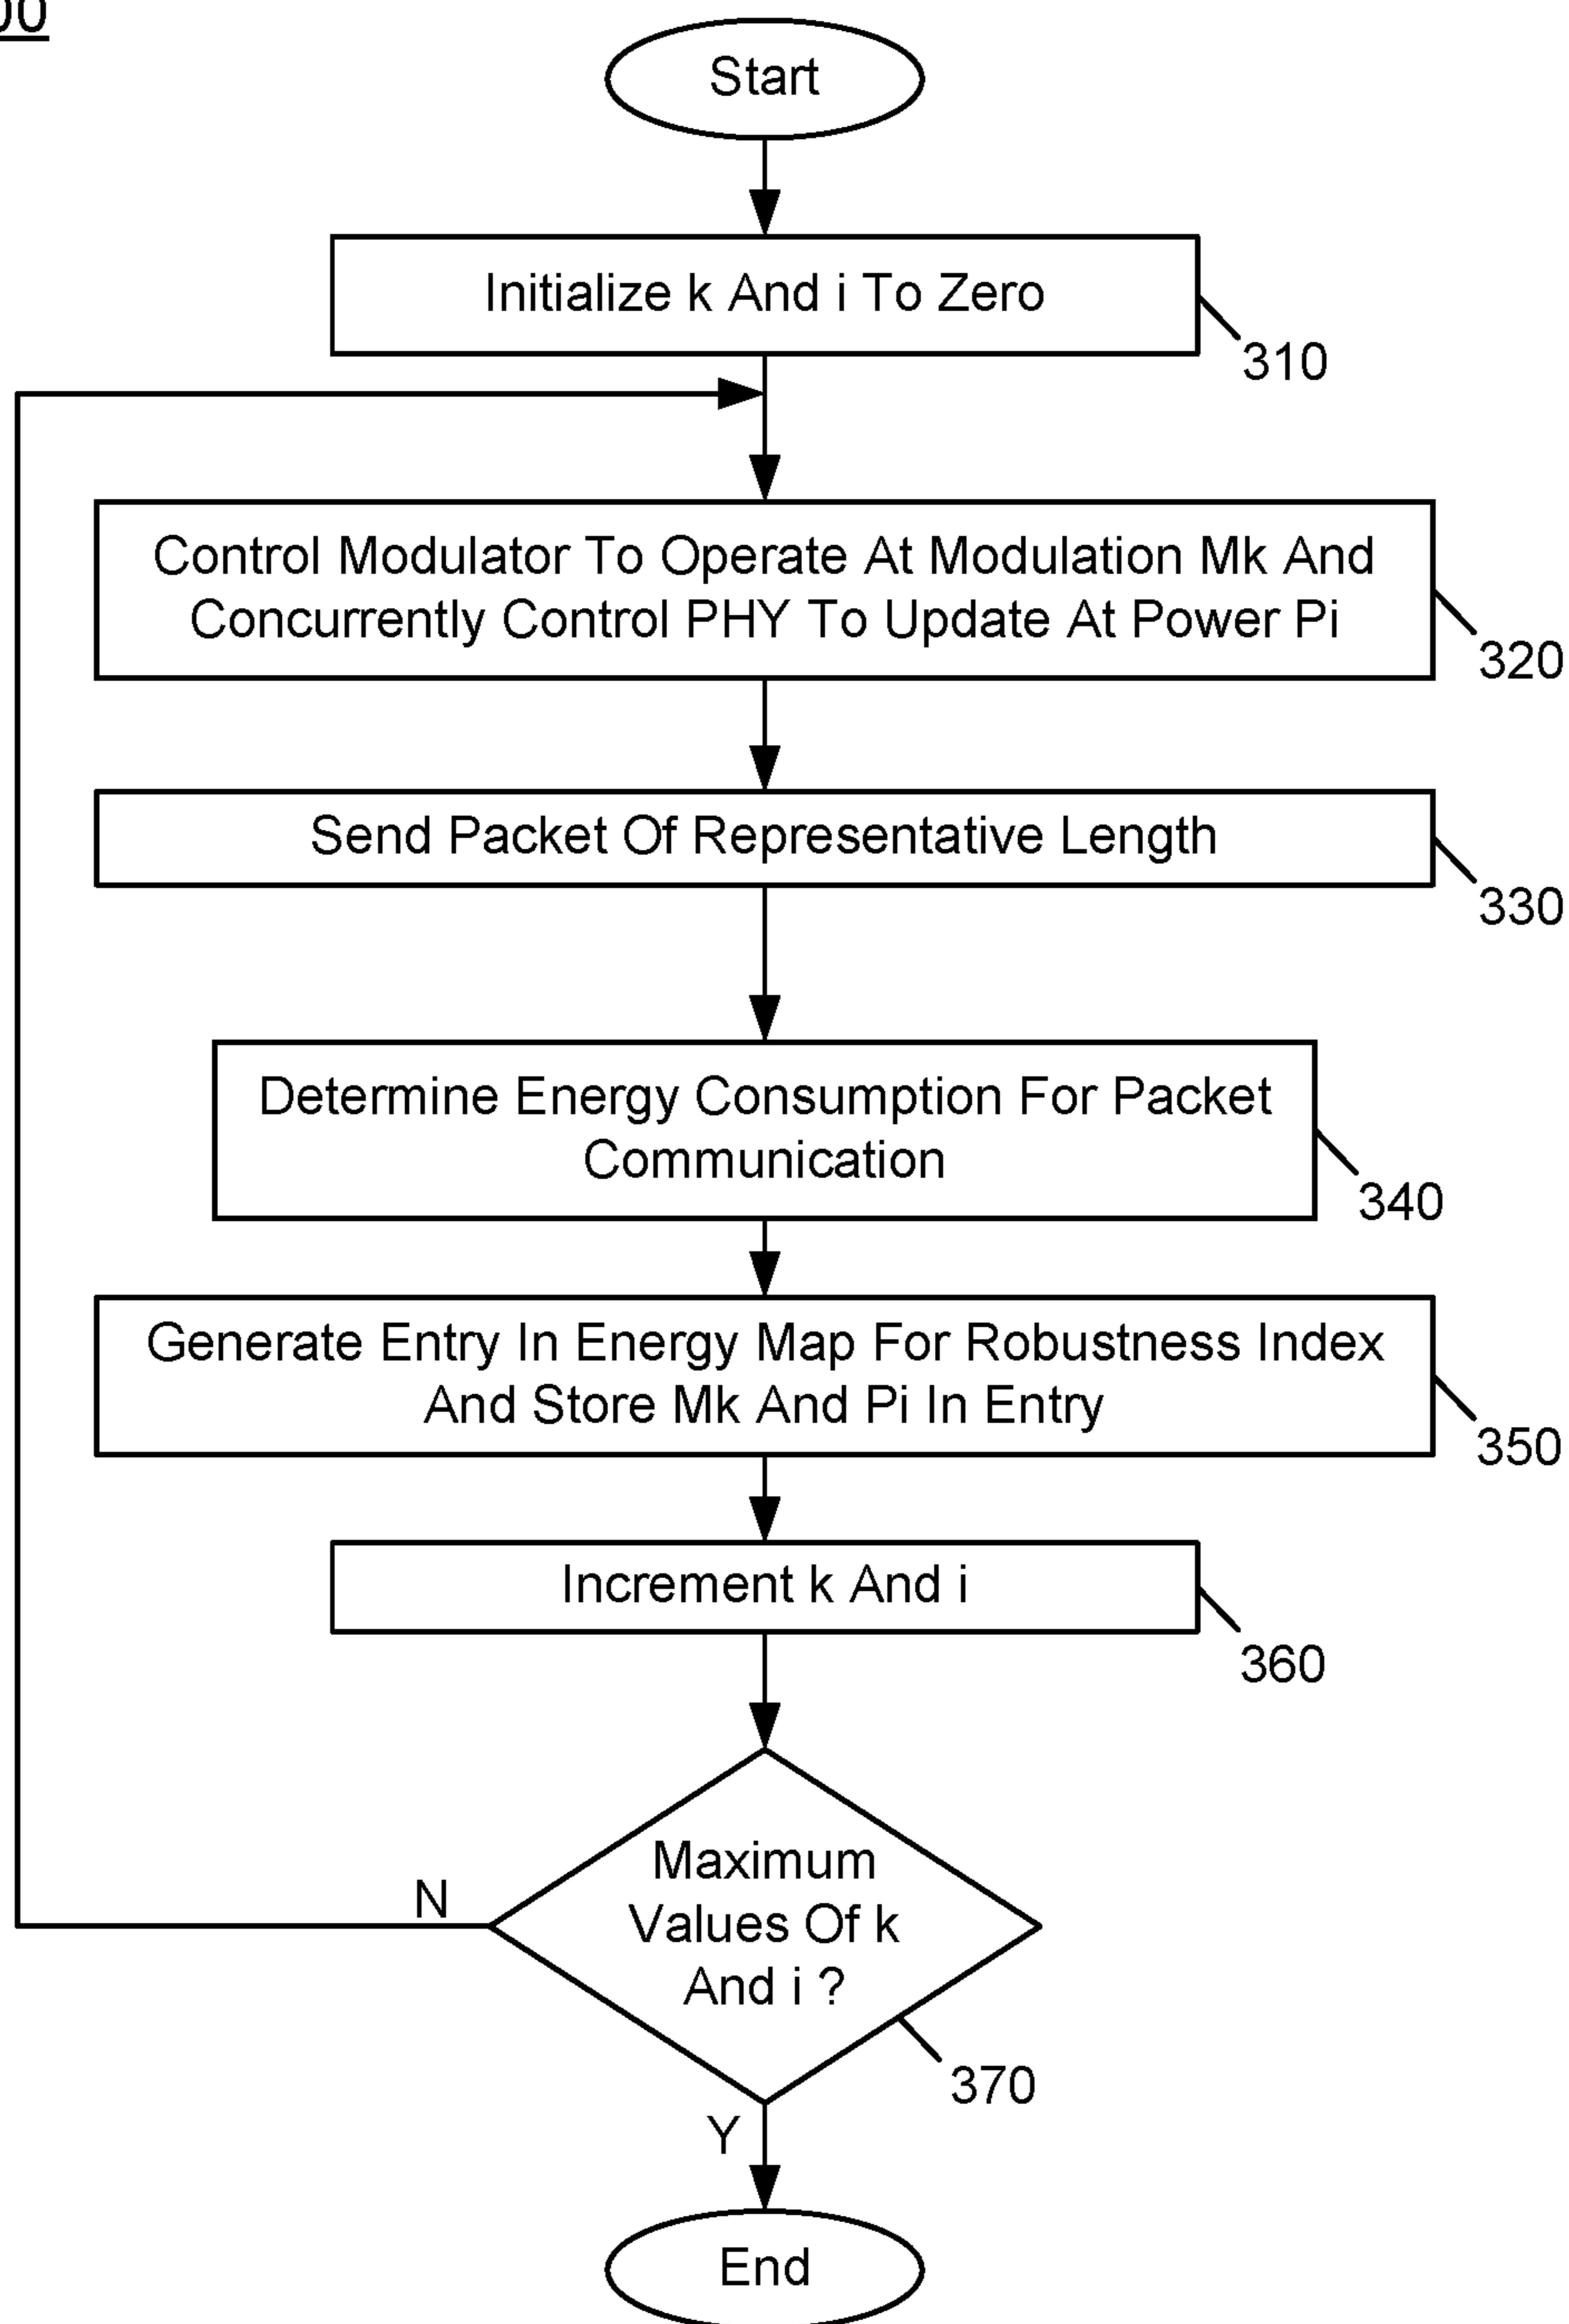 00
Start
Initialize k And i To Zero
310
Control Modulator To Operate At Modulation Mk And
Concurrently Control PHY To Update At Power Pi
320
Send Packet Of Representative Length
330
Determine Energy Consumption For Packet
Communication
340
Generate Entry In Energy Map For Robustness Index
And Store Mk And Pi In Entry
350
Increment k And i
360
Maximum
Values Of k
And i ?
N
370
Y
End